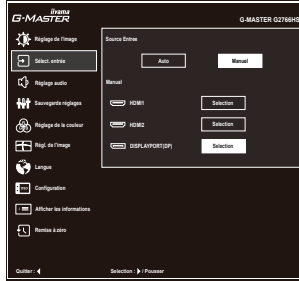 iiyama
G-MASTER
G-MASTER G2766HS
Réglage de l'image
Sélect. entrée
Réglage audio
Sauvegarde réglages
Réglage de la couleur
Régl. de l'image
Langue
Configuration
Afficher les informations
Remise à zéro
Source Entree
Auto
Manuel
Manual
HDMI1
Selection
HDMI2
Selection
DISPLAYPORT(DP)
Selection
Quitter :
Selection : / Pousser